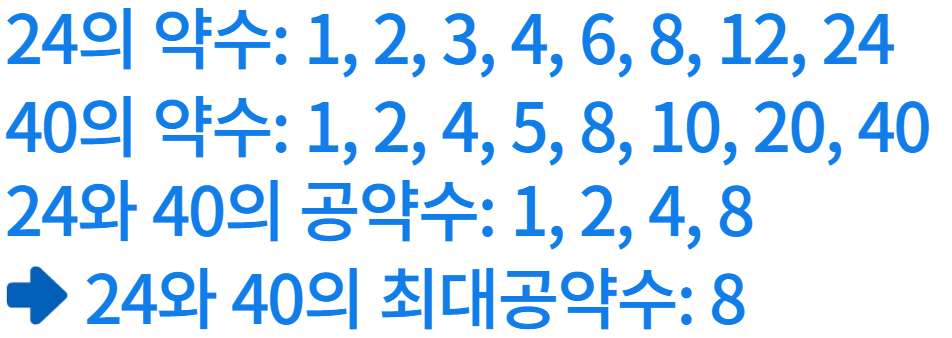 24의 약수: 1, 2, 3, 4, 6, 8, 12, 24
40의 약수: 1, 2, 4, 5, 8, 10, 20, 40
24와 40의 공약수: 1, 2, 4, 8
➡ 24와 40의 최대공약수: 8